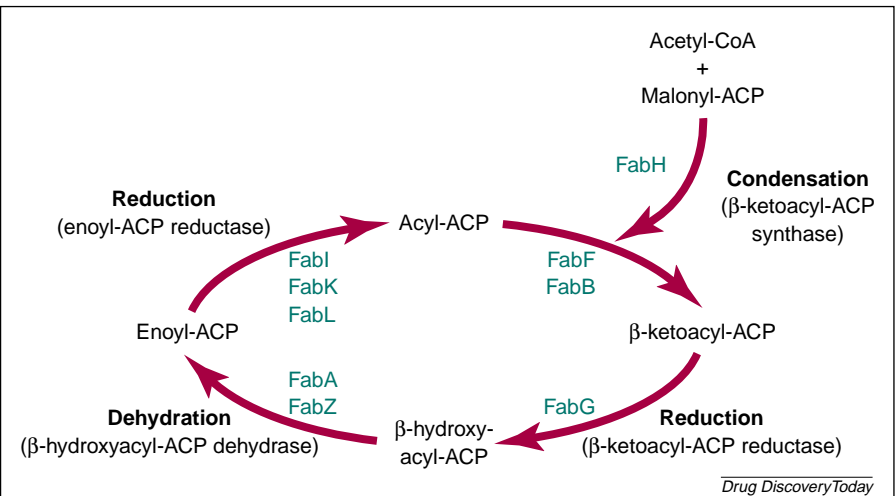 Acetyl-CoA
+
Malonyl-ACP
FabH
Condensation
(β-ketoacyl-ACP
synthase)
Reduction
(enoyl-ACP reductase)
Acyl-ACP
FabI
FabK
FabL
FabF
FabB
Enoyl-ACP
β-ketoacyl-ACP
FabA
FabZ
FabG
Dehydration
(β-hydroxyacyl-ACP dehydrase)
β-hydroxy-
acyl-ACP
Reduction
(β-ketoacyl-ACP reductase)
Drug Discovery Today